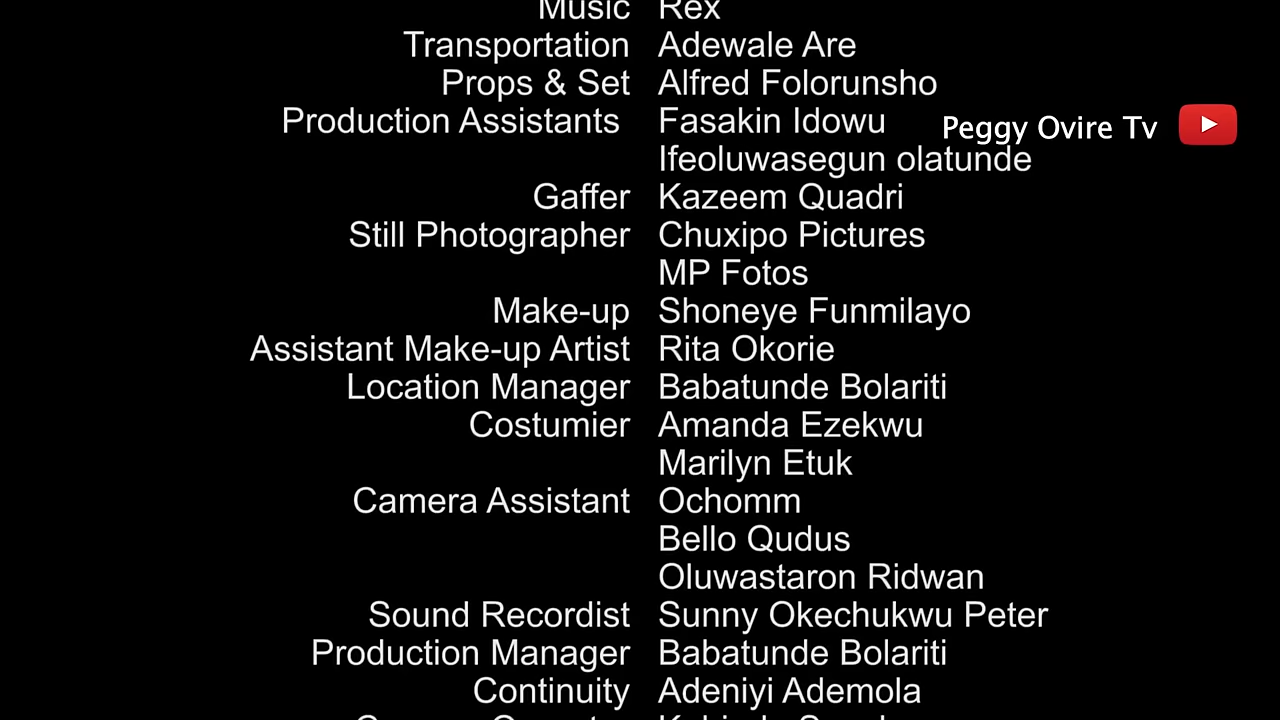 Music Rex
Transportation Adewale Are
Props & Set Alfred Folorunsho
Production Assistants Fasakin Idowu
Peggy Ovire Tv
Ifeoluwasegun olatunde
Gaffer Kazeem Quadri
Still Photographer Chuxipo Pictures
MP Fotos
Make-up Shoneye Funmilayo
Assistant Make-up Artist Rita Okorie
Location Manager Babatunde Bolariti
Costumier Amanda Ezekwu
Marilyn Etuk
Camera Assistant Ochomm
Bello Qudus
Oluwastaron Ridwan
Sound Recordist Sunny Okechukwu Peter
Production Manager Babatunde Bolariti
Continuity Adeniyi Ademola